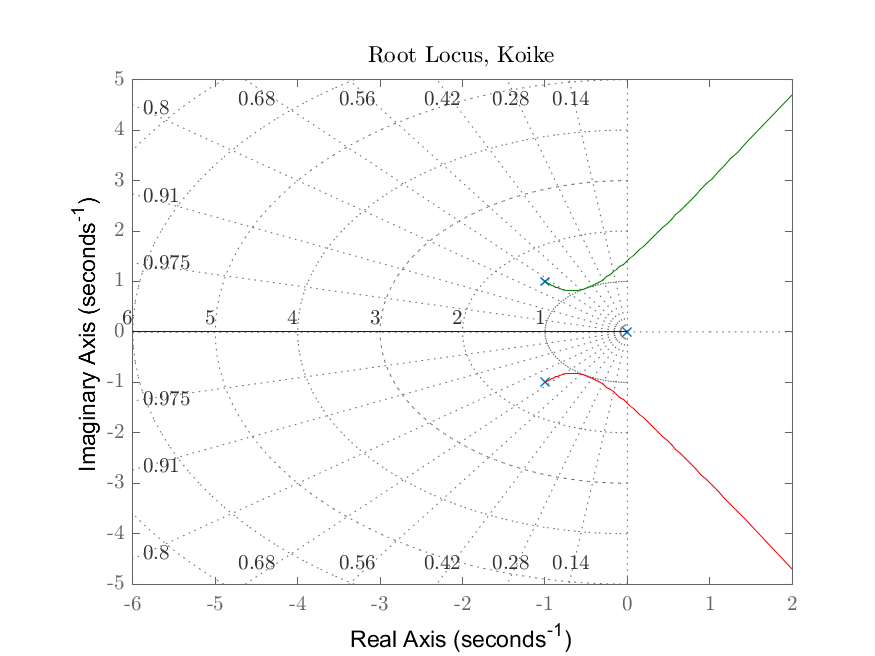 Root Locus, Koike
5
0.68 0.56 0.42 0.28 0.14
0.8
4
3
0.91
2
0.975
1
6 5 4 3 2 1
0
-1
0.975
-2
0.91
-3
-4
0.8
0.68 0.56 0.42 0.28 0.14
-5
-6 -5 -4 -3 -2 -1 0 1 2
Real Axis (seconds-1)
Imaginary Axis (seconds-1)